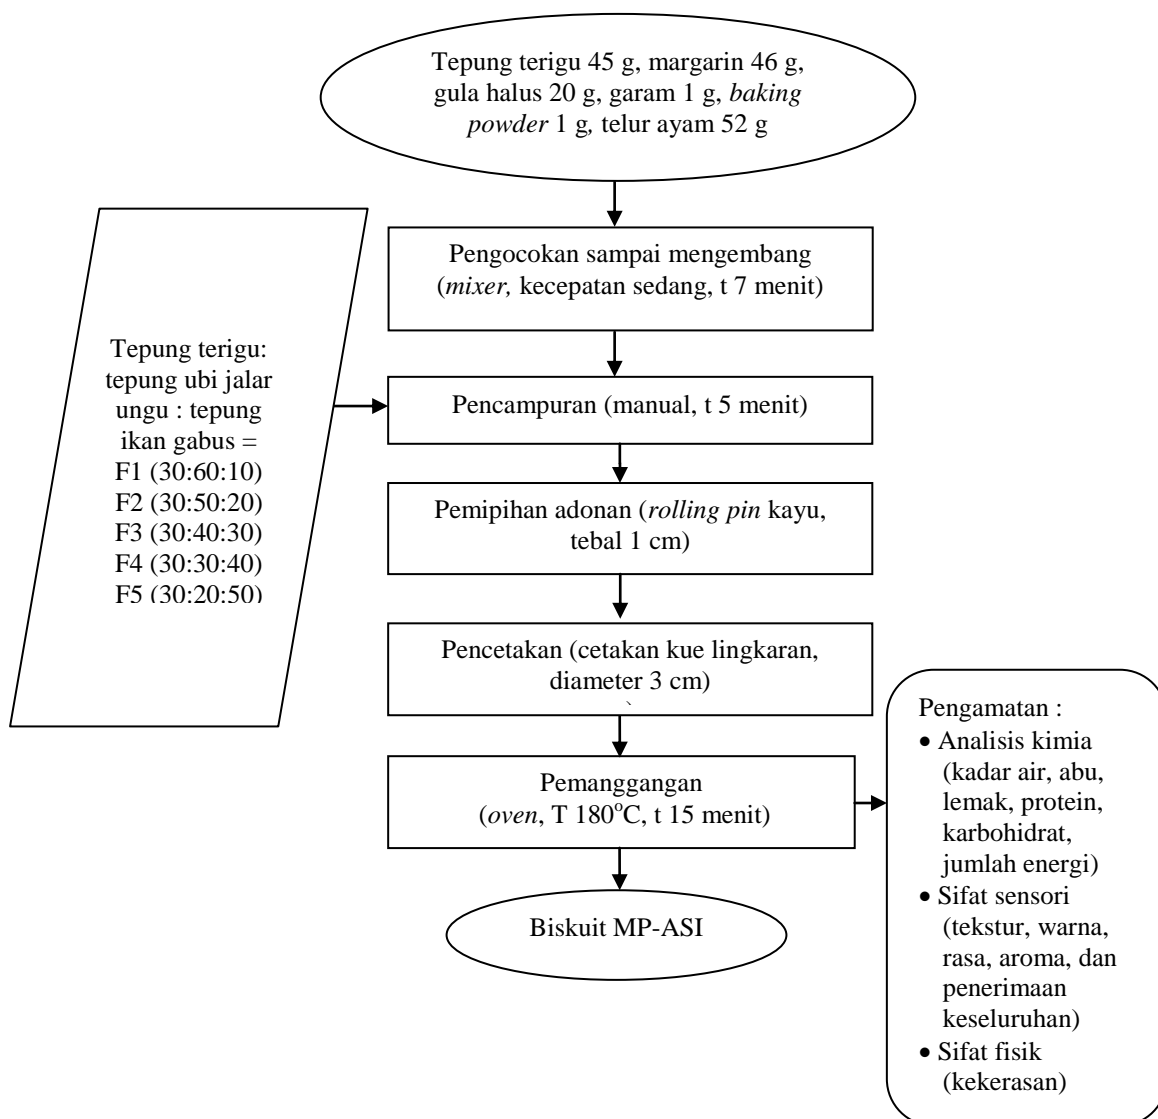 Tepung terigu 45 g, margarin 46 g,
gula halus 20 g, garam 1 g, baking
powder 1 g, telur ayam 52 g
Pengocokan sampai mengembang
(mixer, kecepatan sedang, t 7 menit)
Tepung terigu:
tepung ubi jalar
ungu : tepung
ikan gabus =
F1 (30:60:10)
F2 (30:50:20)
F3 (30:40:30)
F4 (30:30:40)
F5 (30:20:50)
Pencampuran (manual, t 5 menit)
Pemipihan adonan (rolling pin kayu,
tebal 1 cm)
Pencetakan (cetakan kue lingkaran,
diameter 3 cm)
`
Pemanggangan
(oven, T 180°C, t 15 menit)
Pengamatan :
• Analisis kimia
(kadar air, abu,
lemak, protein,
karbohidrat,
jumlah energi)
• Sifat sensori
(tekstur, warna,
rasa, aroma, dan
penerimaan
keseluruhan)
• Sifat fisik
(kekerasan)
Biskuit MP-ASI